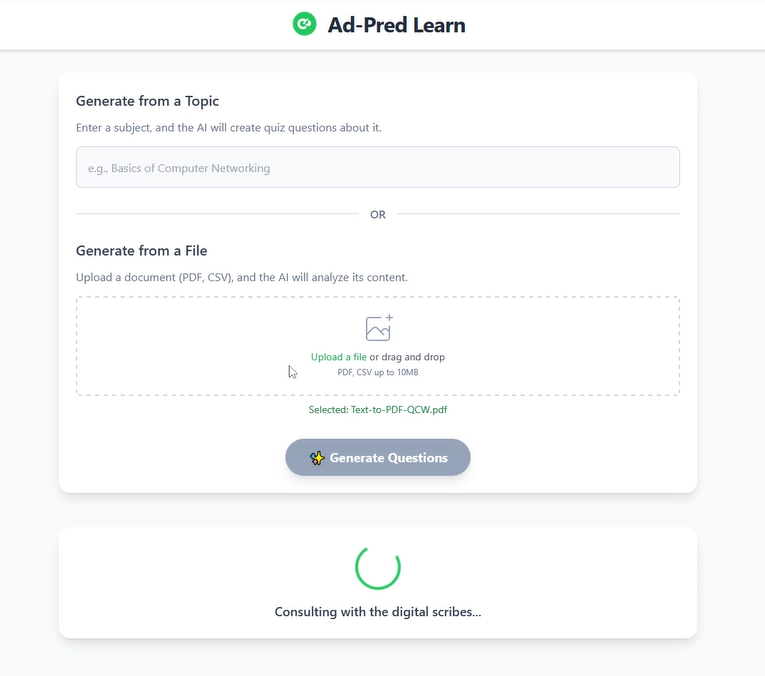 Ad-Pred Learn
Generate from a Topic
Enter a subject, and the AI will create quiz questions about it.
e.g., Basics of Computer Networking
OR
Generate from a File
Upload a document (PDF, CSV), and the AI will analyze its content.
Upload a file or drag and drop
PDF, CSV up to 10MB
Selected: Text-to-PDF-QCW.pdf
✨ Generate Questions
Consulting with the digital scribes...